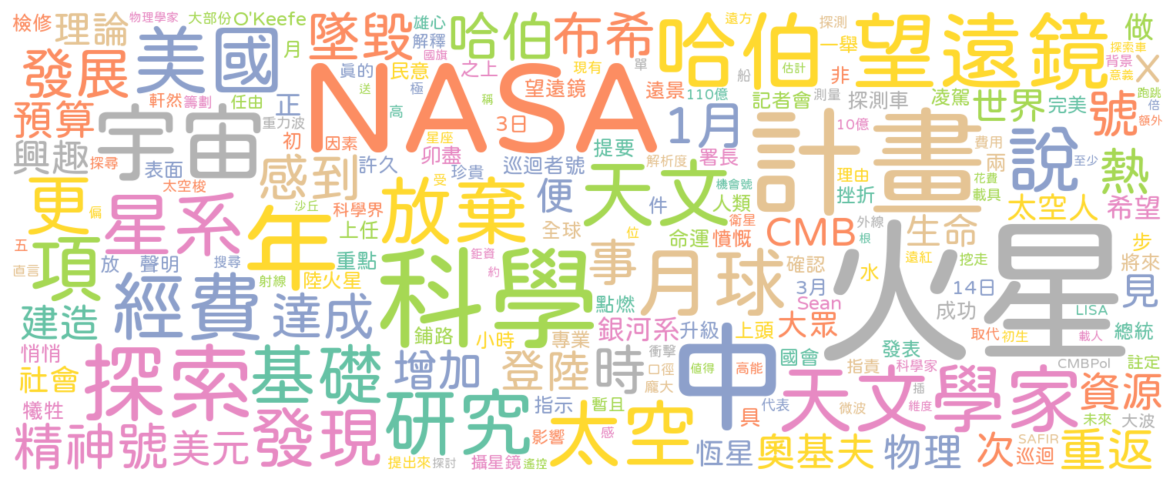 檢修 物理學家 大部份 O'Keefe 雄心 哈伯 布希 哈伯 望遠鏡 遠方 探測 做
理論 月 美國 墜毀 解釋 國旗 現有 單 一舉 估計 非 探索車 背景 意義 X
發展 軒然 籌劃 任由 正 NASA 眞的 民意 之上 送 極 望遠鏡 遠景 110億 船 記者會 測量 探測車 凌駕 世界 完美 跑跳 倍 號 額外
預算 宇宙 重力波 初 因素 高 稱 星座 3日 1月 10億 計畫 費用 說 至少
興趣 探尋 表面 太空梭 感到 許久 卯盡 珍貴 巡迴者號 提要 署長 解析度 理由 兩 花費 載具 熱
更 偏 星系 沙丘 年 科學界 上任 放棄 受 便 機會號 天文 件 人類 衛星 挫折 太空人 希望
五 直言 項 放 聲明 搜尋 射線 重點 陸火星 鉅資 約 科學 全球 事 位 命運 憤慨 CMB 外線 根 生命 遠紅 挖走 步 將來
建造 經費 達成 點燃 月球 確認 3月 水 火星 14日 見
悄悄 鋪路 小時 專業 銀河系 升級 上頭 Sean 大眾 成功 取代 初生 LISA 載人 總統
社會 探索 基礎 增加 登陸 時 衝擊 口徑 龐大 中 値得 高能 國會 發表 指責 科學家 CMBPol 註定
犧牲 研究 指示 暫且 具 代表 插 微波 維度 天文學家 資源 未來 大波
精神號 美元 發現 提出來 探討 攝星鏡 遙控 影響 感 太空 恆星 奧基夫 物理 次 SAFIR 巡迴 重返